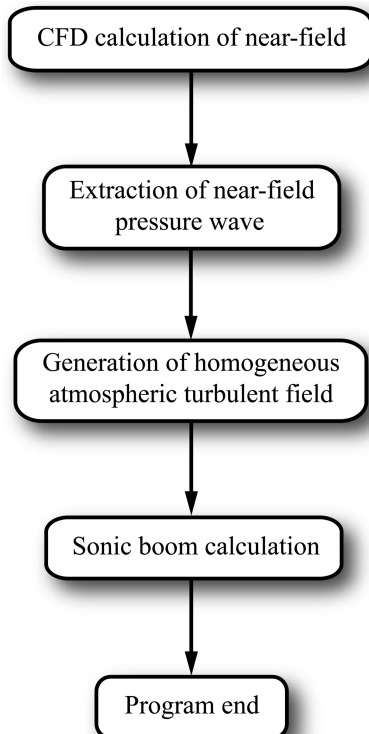 CFD calculation of near-field
Extraction of near-field
pressure wave
Generation of homogeneous
atmospheric turbulent field
Sonic boom calculation
Program end